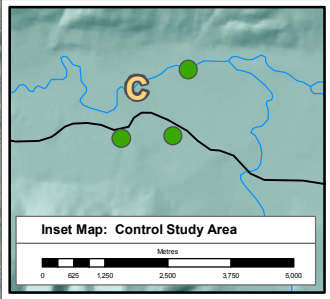 C
Inset Map: Control Study Area
Metres
0 625 1,250 2,500 3,750 5,000